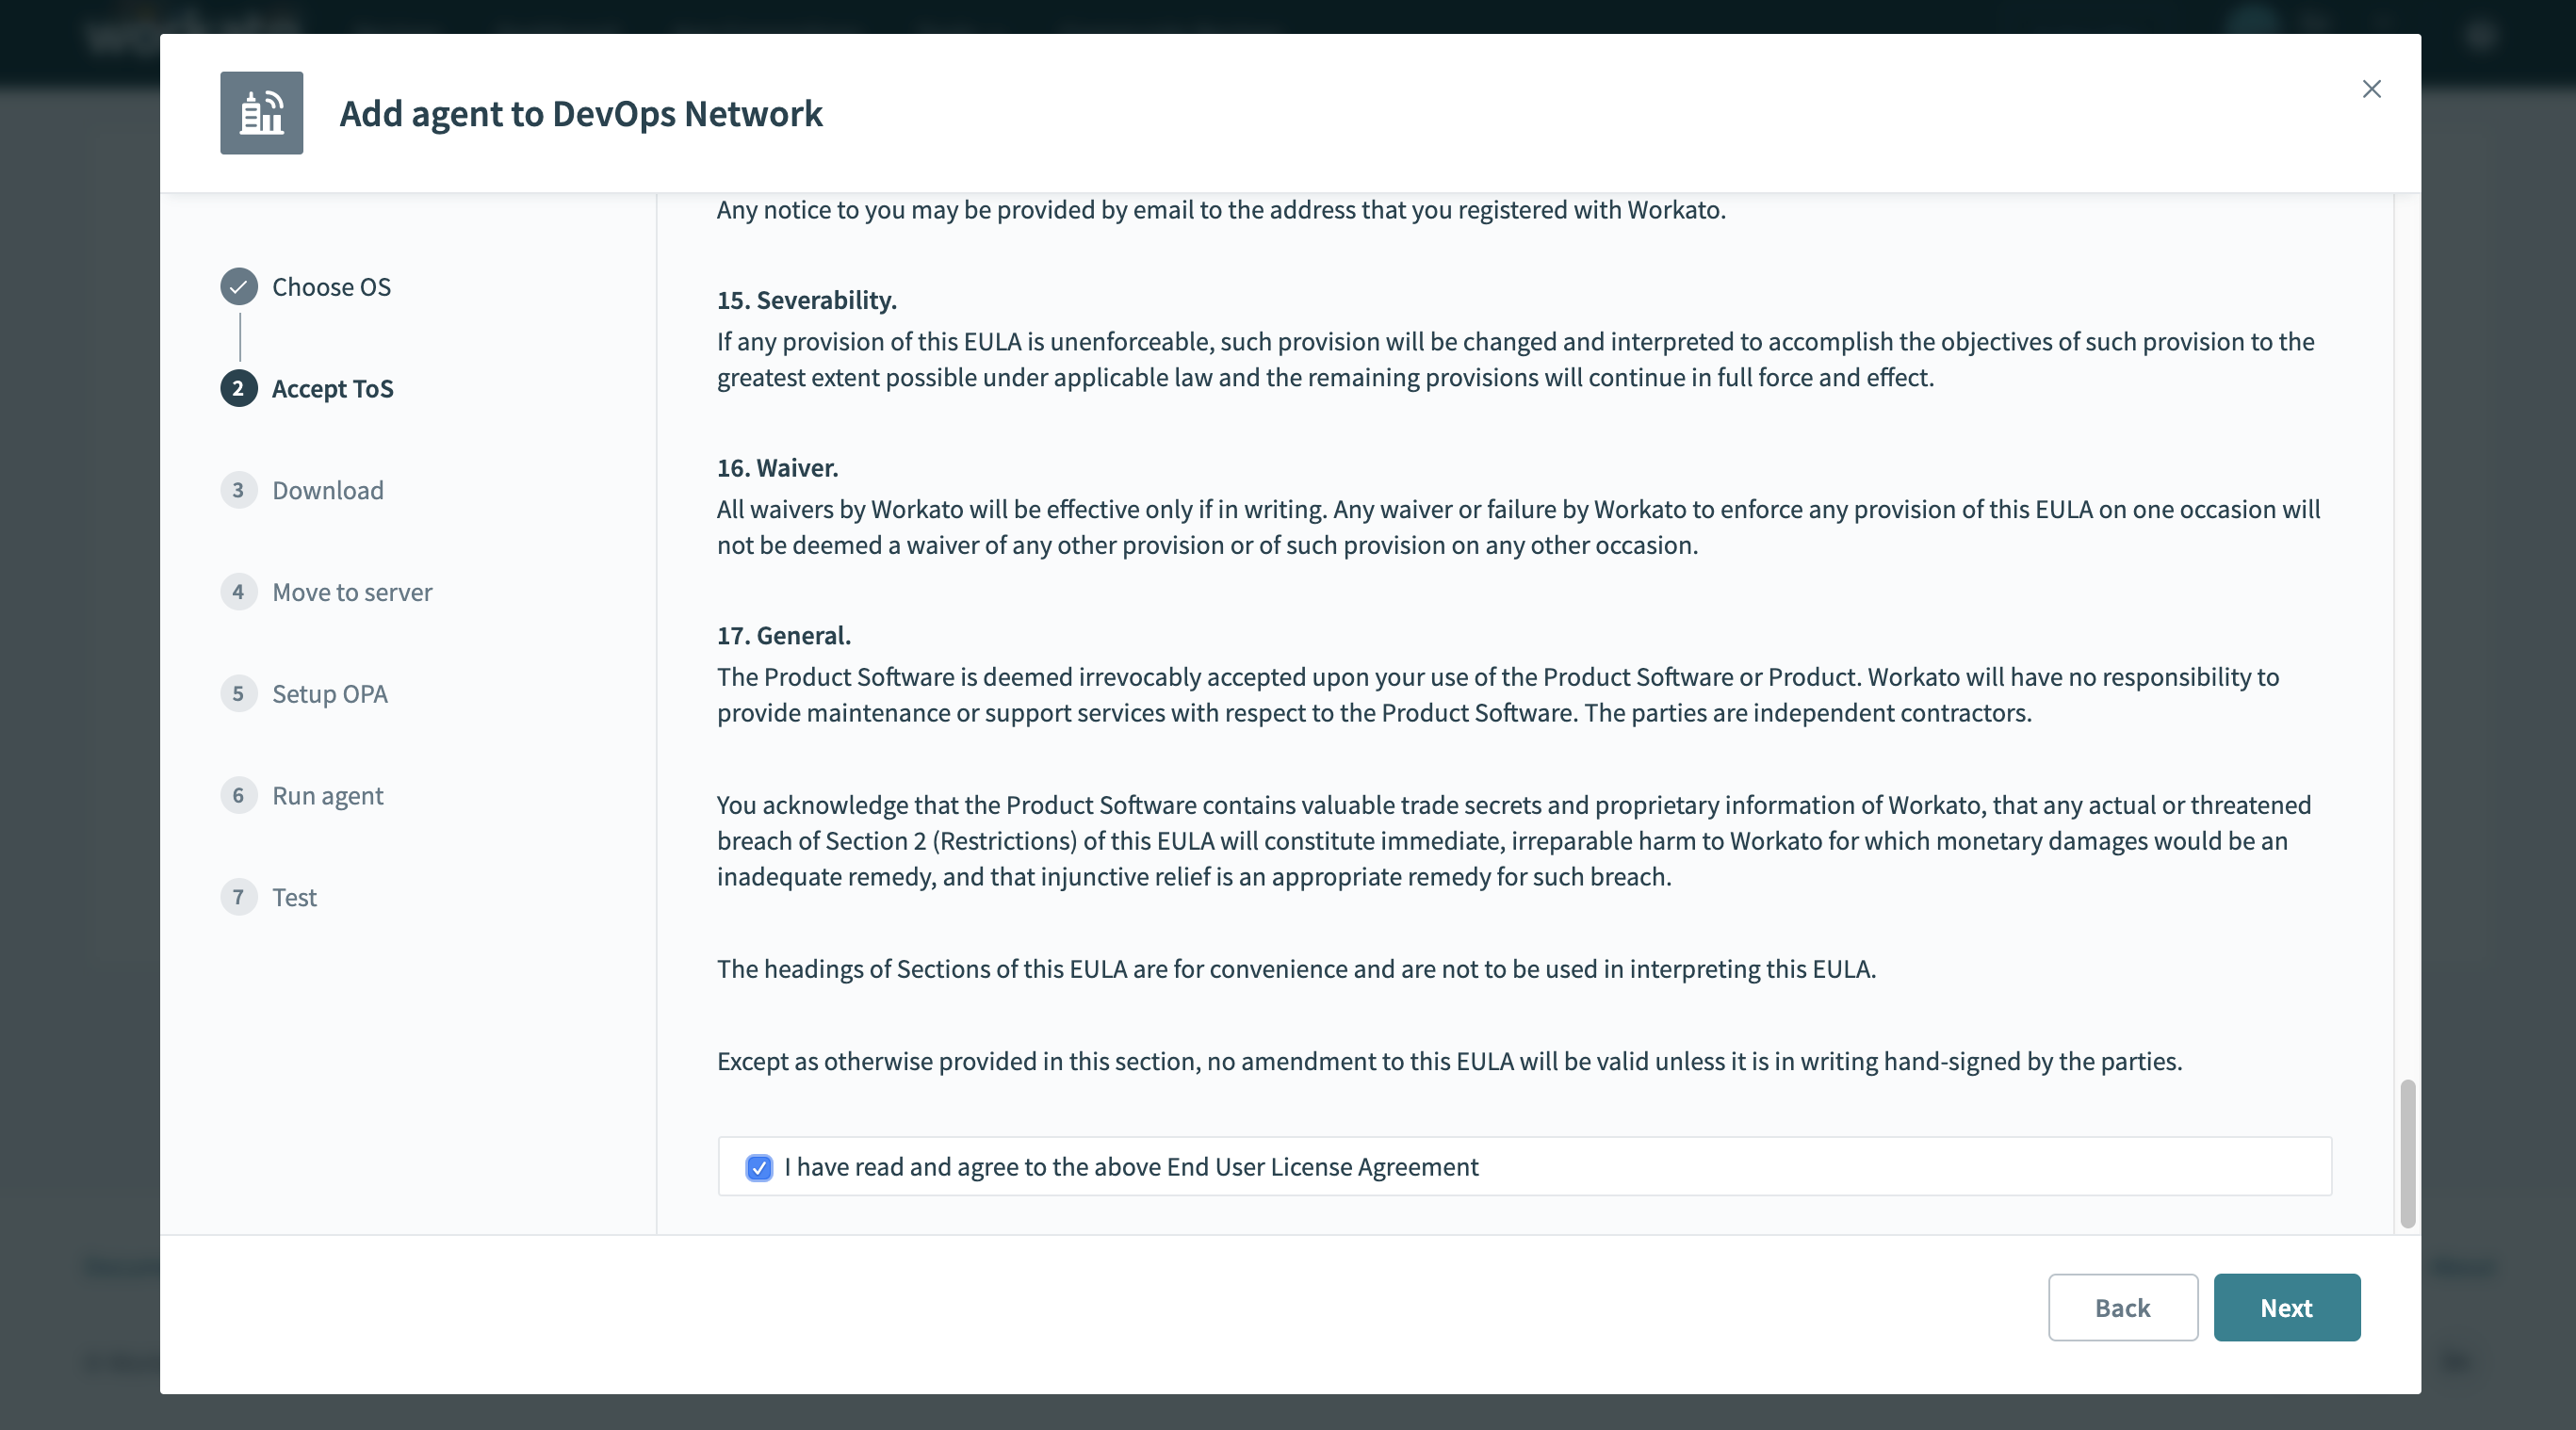 Add agent to DevOps Network
Choose OS
2 Accept ToS
3 Download
4 Move to server
5 Setup OPA
6 Run agent
7 Test
Any notice to you may be provided by email to the address that you registered with Workato.
15. Severability.
If any provision of this EULA is unenforceable, such provision will be changed and interpreted to accomplish the objectives of such provision to the
greatest extent possible under applicable law and the remaining provisions will continue in full force and effect.
16. Waiver.
All waivers by Workato will be effective only if in writing. Any waiver or failure by Workato to enforce any provision of this EULA on one occasion will
not be deemed a waiver of any other provision or of such provision on any other occasion.
17. General.
The Product Software is deemed irrevocably accepted upon your use of the Product Software or Product. Workato will have no responsibility to
provide maintenance or support services with respect to the Product Software. The parties are independent contractors.
You acknowledge that the Product Software contains valuable trade secrets and proprietary information of Workato, that any actual or threatened
breach of Section 2 (Restrictions) of this EULA will constitute immediate, irreparable harm to Workato for which monetary damages would be an
inadequate remedy, and that injunctive relief is an appropriate remedy for such breach.
The headings of Sections of this EULA are for convenience and are not to be used in interpreting this EULA.
Except as otherwise provided in this section, no amendment to this EULA will be valid unless it is in writing hand-signed by the parties.
I have read and agree to the above End User License Agreement
Back
Next